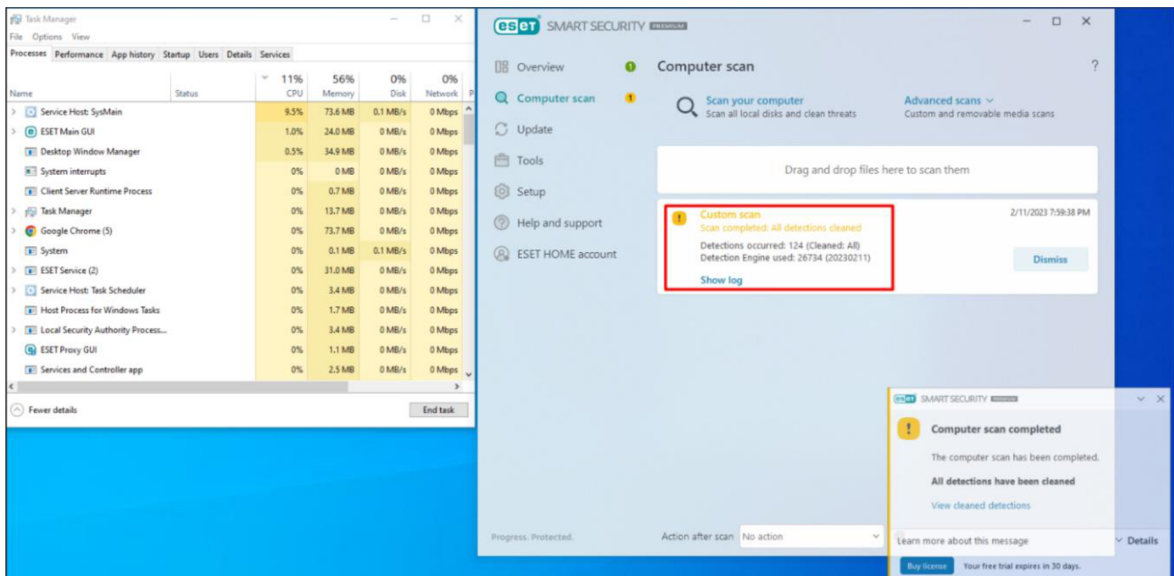 Task Manager
File Options View
Processes Performance App history Startup Users Details Services
11% 56% 0% 0%
Name Status CPU Memory Disk Network P
Service Host: SysMain 9.5% 73.6 MB 0.1 MB/s 0 Mbps
ESET Main GUI 1.0% 24.0 MB 0 MB/s 0 Mbps
Desktop Window Manager 0.5% 34.9 MB 0 MB/s 0 Mbps
System interrupts 0% 0 MB 0 MB/s 0 Mbps
Client Server Runtime Process 0% 0.7 MB 0 MB/s 0 Mbps
Task Manager 0% 13.7 MB 0 MB/s 0 Mbps
Google Chrome (5) 0% 73.7 MB 0 MB/s 0 Mbps
System 0% 0.1 MB 0.1 MB/s 0 Mbps
ESET Service (2) 0% 31.0 MB 0 MB/s 0 Mbps
Service Host: Task Scheduler 0% 3.4 MB 0 MB/s 0 Mbps
Host Process for Windows Tasks 0% 1.7 MB 0 MB/s 0 Mbps
Local Security Authority Process... 0% 3.4 MB 0 MB/s 0 Mbps
ESET Proxy GUI 0% 1.1 MB 0 MB/s 0 Mbps
Services and Controller app 0% 2.5 MB 0 MB/s 0 Mbps
Fewer details End task
eset SMART SECURITY PREMIUM
Overview 1
Computer scan 1
Update
Tools
Setup
Help and support
ESET HOME account
Progress. Protected.
Computer scan ?
Scan your computer
Scan all local disks and clean threats
Advanced scans
Custom and removable media scans
Drag and drop files here to scan them
Custom scan 2/11/2023 7:59:38 PM
Scan completed: All detections cleaned
Detections occurred: 124 (Cleaned: All)
Detection Engine used: 26734 (20230211)
Dismiss
Show log
Action after scan No action
eset SMART SECURITY PREMIUM
Computer scan completed
The computer scan has been completed.
All detections have been cleaned
View cleaned detections
Learn more about this message Details
Buy license Your free trial expires in 30 days.